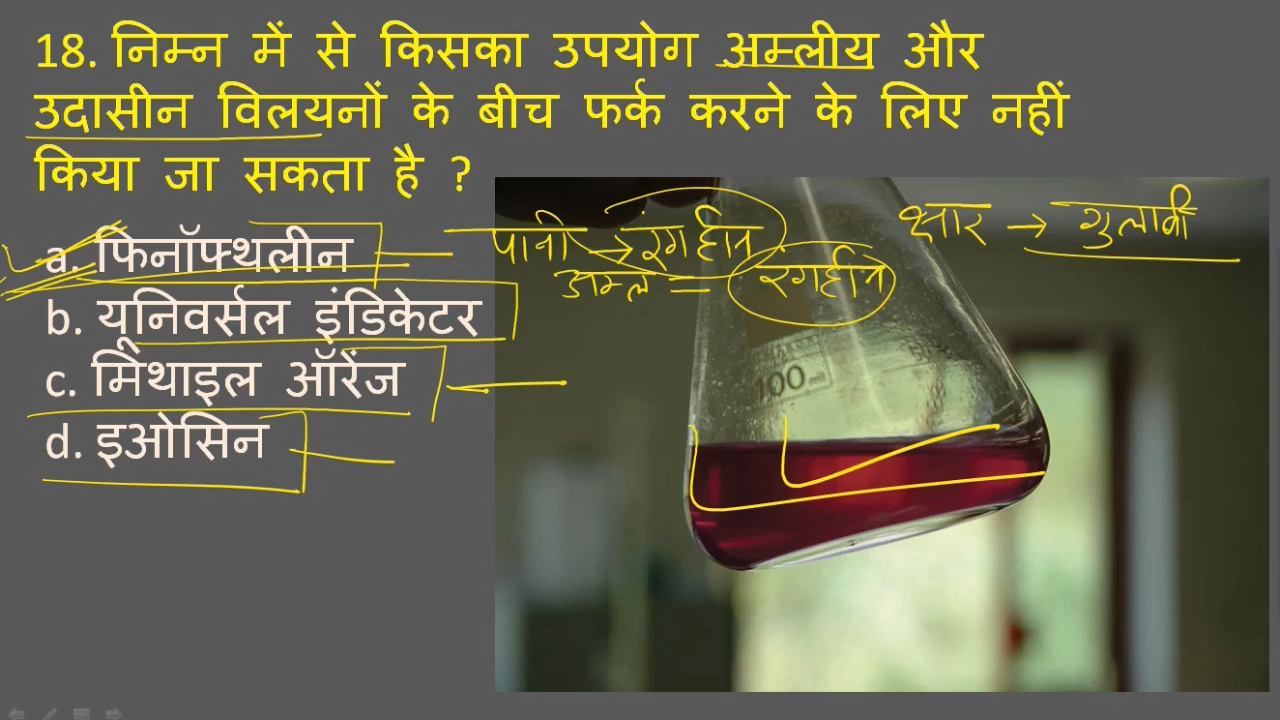 18. निम्न में से किसका उपयोग अम्लीय और
उदासीन विलयनों के बीच फर्क करने के लिए नहीं
किया जा सकता है ?
a. फिनॉफ्थलीन
b. यूनिवर्सल इंडिकेटर
c. मिथाइल ऑरेंज
d. इओसिन
पानी → रंगहीन
अम्ल = रंगहीन
क्षार → गुलाबी
100